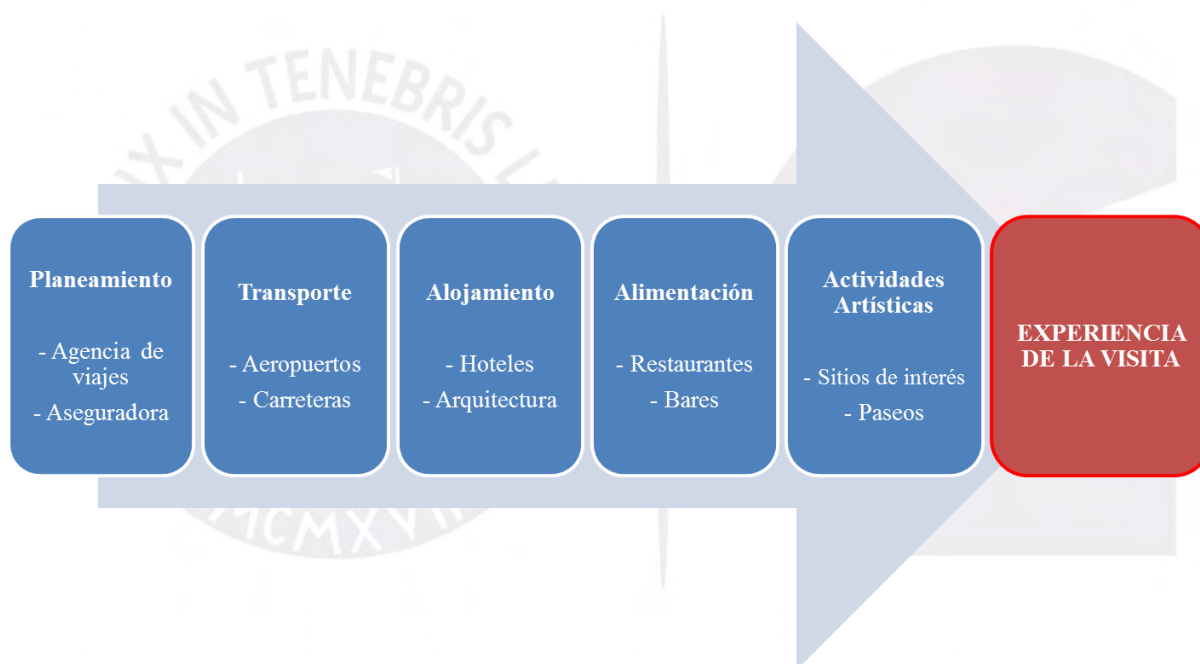 IX IN TENEBRIS L
MCMXVII
Planeamiento
- Agencia de
viajes
- Aseguradora
Transporte
- Aeropuertos
- Carreteras
Alojamiento
- Hoteles
- Arquitectura
Alimentación
- Restaurantes
- Bares
Actividades
Artísticas
- Sitios de interés
- Paseos
EXPERIENCIA
DE LA VISITA